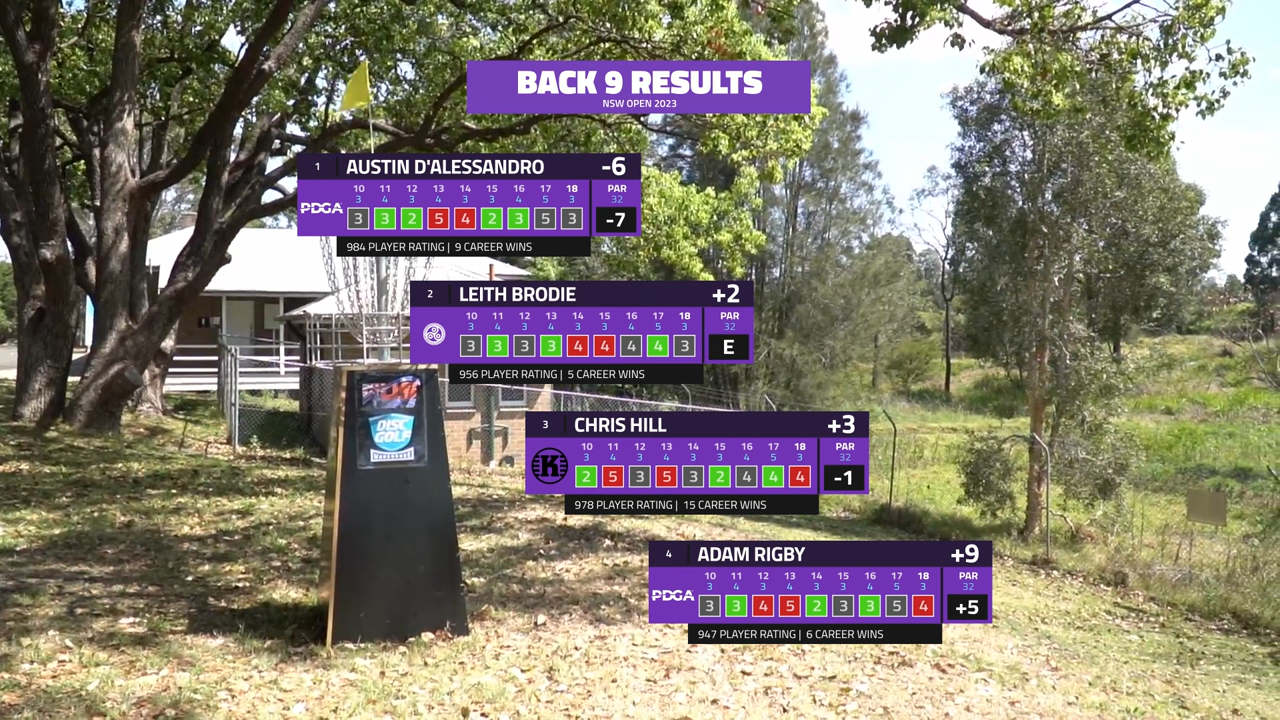 BACK 9 RESULTS
NSW OPEN 2023
1 AUSTIN D'ALESSANDRO -6
10 11 12 13 14 15 16 17 18 PAR
3 4 3 4 3 3 4 5 3 32
PDGA 3 3 2 5 4 2 3 5 3 -7
984 PLAYER RATING | 9 CAREER WINS
2 LEITH BRODIE +2
10 11 12 13 14 15 16 17 18 PAR
3 4 3 4 3 3 4 5 3 32
3 3 3 3 4 4 4 4 3 E
956 PLAYER RATING | 5 CAREER WINS
DISC
GOLF
3 CHRIS HILL +3
10 11 12 13 14 15 16 17 18 PAR
3 4 3 4 3 3 4 5 3 32
K 2 5 3 5 3 2 4 4 4 -1
978 PLAYER RATING | 15 CAREER WINS
4 ADAM RIGBY +9
10 11 12 13 14 15 16 17 18 PAR
3 4 3 4 3 3 4 5 3 32
PDGA 3 3 4 5 2 3 3 5 4 +5
947 PLAYER RATING | 6 CAREER WINS